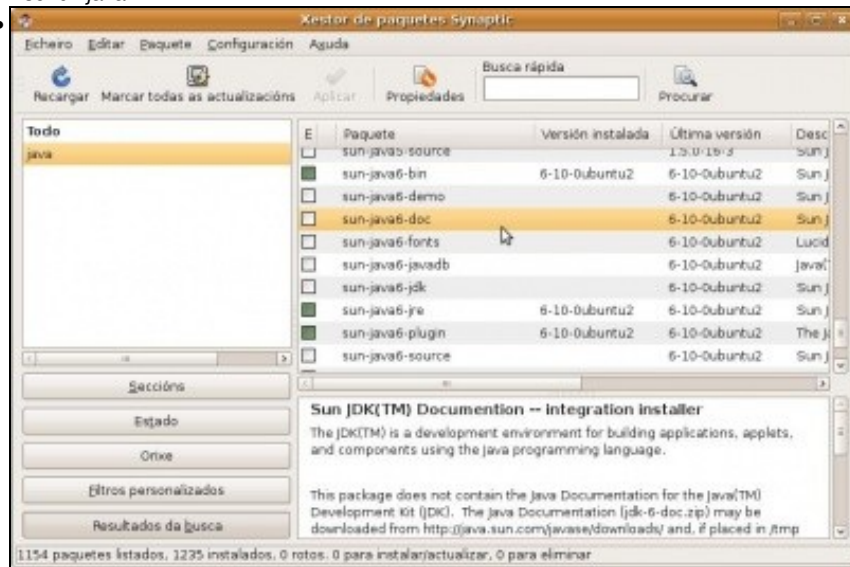 Xestor de paquetes Synaptic
Ficheiro Editar Paquete Configuración Aguda
Recargar Marcar todas as actualizacións Aplicar Propiedades Busca rápida Procurar
Todo
java
E Paquete Versión instalada Última versión Desc
sun-java5-source 1.5.0-16-3 Sun J
sun-java6-bin 6-10-0ubuntu2 6-10-0ubuntu2 Sun J
sun-java6-demo 6-10-0ubuntu2 Sun J
sun-java6-doc 6-10-0ubuntu2 Sun J
sun-java6-fonts 6-10-0ubuntu2 Lucid
sun-java6-javadb 6-10-0ubuntu2 Java(
sun-java6-jdk 6-10-0ubuntu2 Sun J
sun-java6-jre 6-10-0ubuntu2 6-10-0ubuntu2 Sun J
sun-java6-plugin 6-10-0ubuntu2 6-10-0ubuntu2 The Ja
sun-java6-source 6-10-0ubuntu2 Sun J
Seccións
Estado
Orixe
Filtros personalizados
Resultados da busca
Sun JDK(TM) Documention -- integration installer
The JDK(TM) is a development environment for building applications, applets,
and components using the Java programming language.
This package does not contain the Java Documentation for the Java(TM)
Development Kit (JDK). The Java Documentation (jdk-6-
doc.zip) may be
downloaded from http://java.sun.com/javase/downloads/ and, if placed in /tmp
1154 paquetes listados, 1235 instalados, 0 rotos. 0 para instalar/actualizar, 0 para eliminar